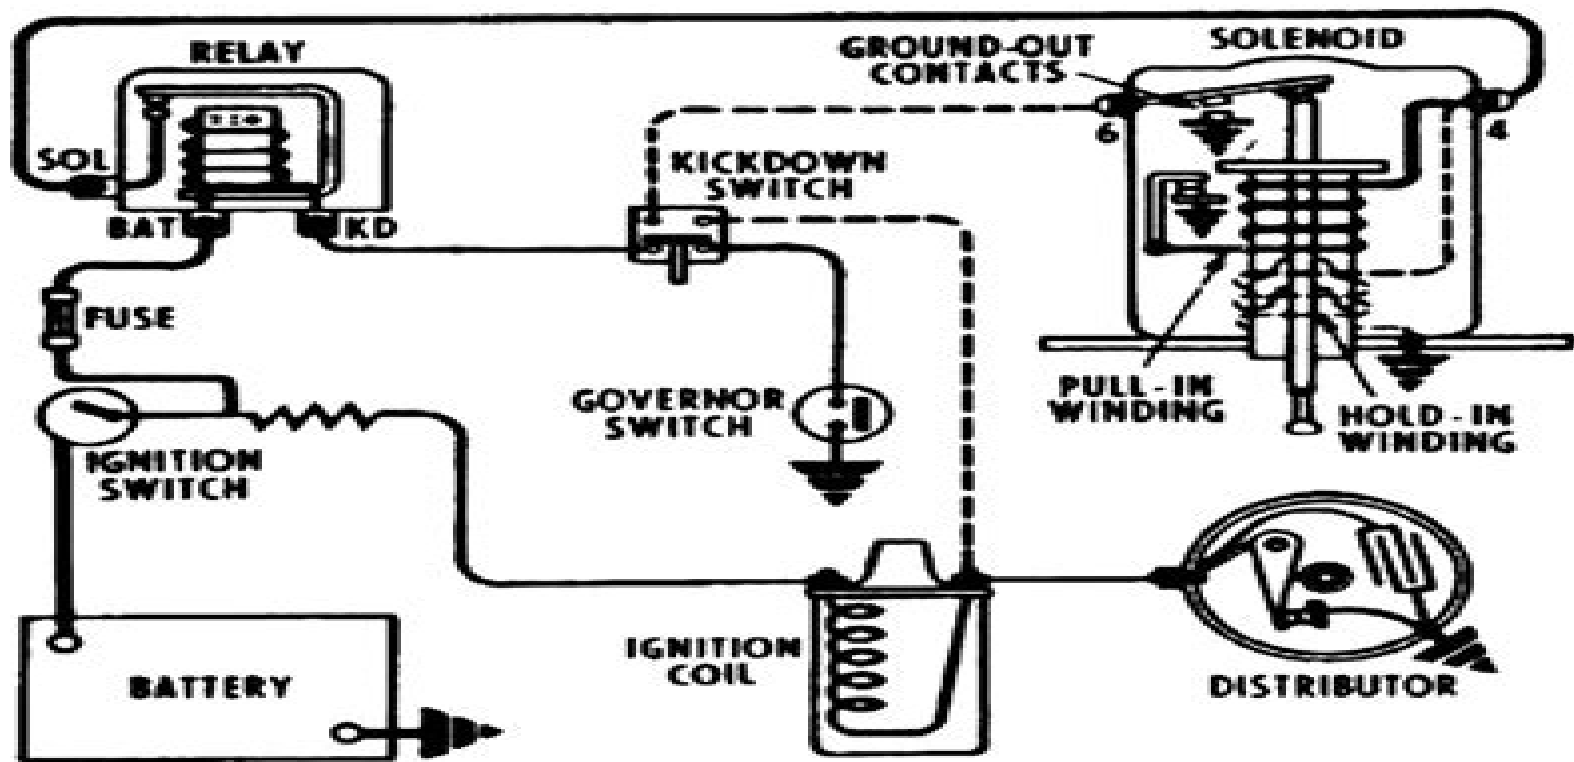 RELAY
GROUND-OUT
CONTACTS
SOLENOID
6
4
SOL
KICKDOWN
SWITCH
BAT
KD
FUSE
GOVERNOR
SWITCH
PULL-IN
WINDING
HOLD-IN
WINDING
IGNITION
SWITCH
IGNITION
COIL
BATTERY
DISTRIBUTOR